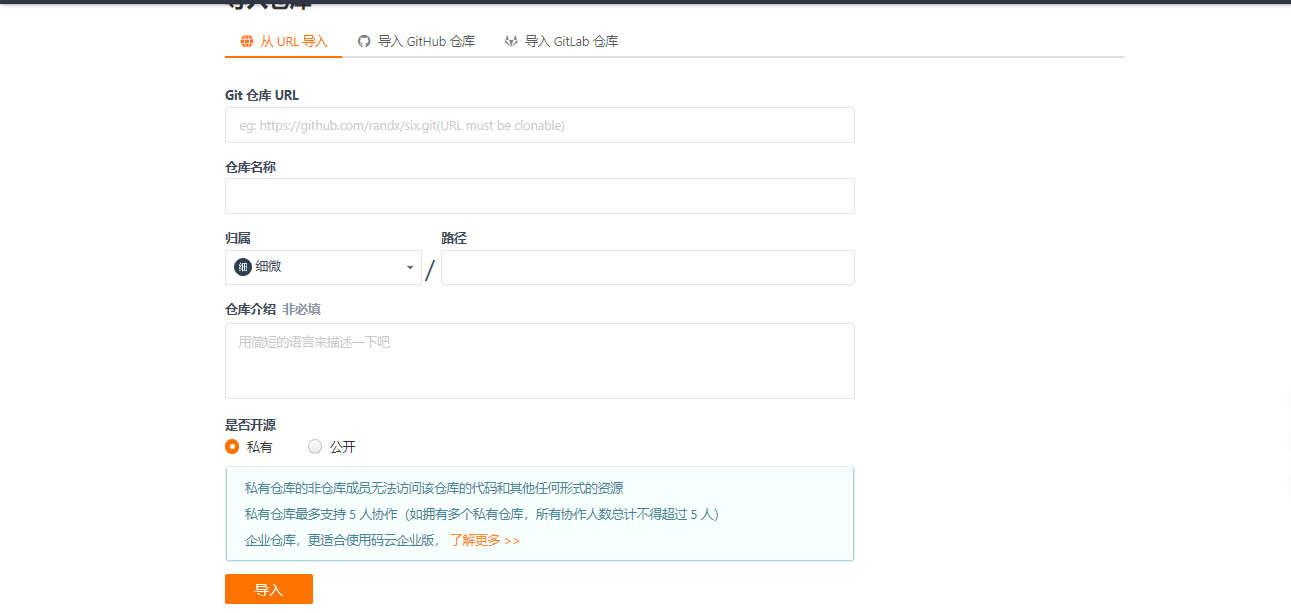 导入仓库
从 URL 导入 导入 GitHub 仓库 导入 GitLab 仓库
Git 仓库 URL
eg: https://github.com/randx/six.git(URL must be clonable)
仓库名称
归属 路径
细 细微 /
仓库介绍 非必填
用简短的语言来描述一下吧
是否开源
私有 公开
私有仓库的非仓库成员无法访问该仓库的代码和其他任何形式的资源
私有仓库最多支持 5 人协作（如拥有多个私有仓库，所有协作人数总计不得超过 5 人）
企业仓库，更适合使用码云企业版， 了解更多 >>
导入